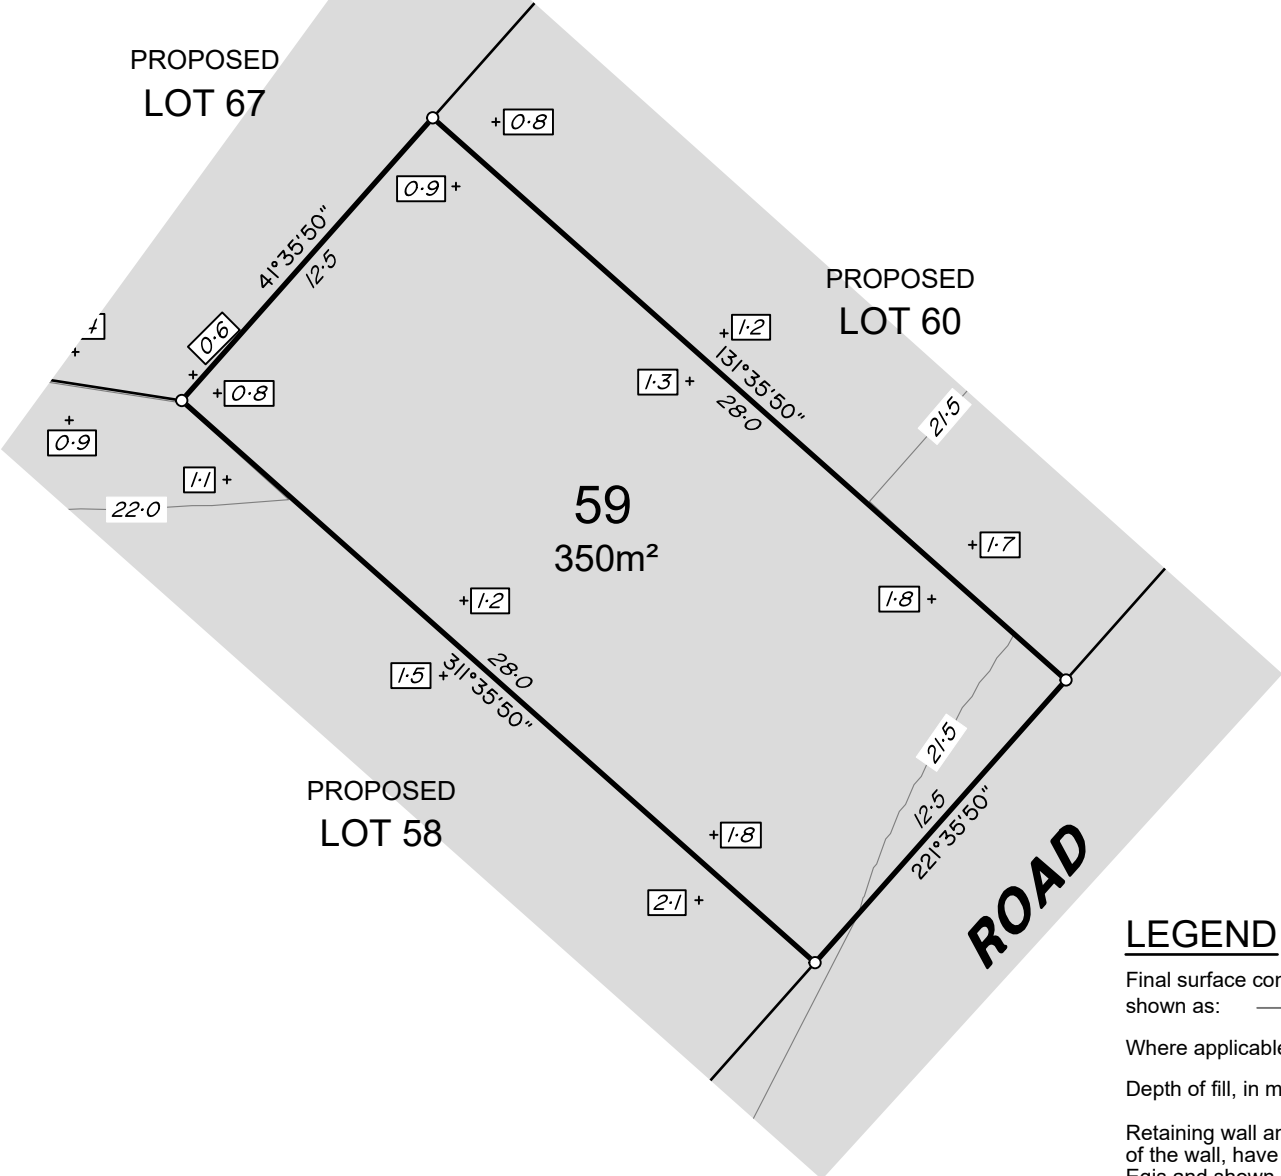 PROPOSED
LOT 67
0·8
0·9
41°35'50"
12·5
PROPOSED
LOT 60
1·2
0·6
131°35'50"
1·3
0·8
28·0
21·5
0·9
1·1
22·0
59
350m²
1·7
1·8
1·2
28·0
1·5
311°35'50"
21·5
PROPOSED
LOT 58
12·5
221°35'50"
1·8
2·1
ROAD
LEGEND
Final surface
shown as:
Where
Depth of fill, in
Retaining wall
of the wall, have